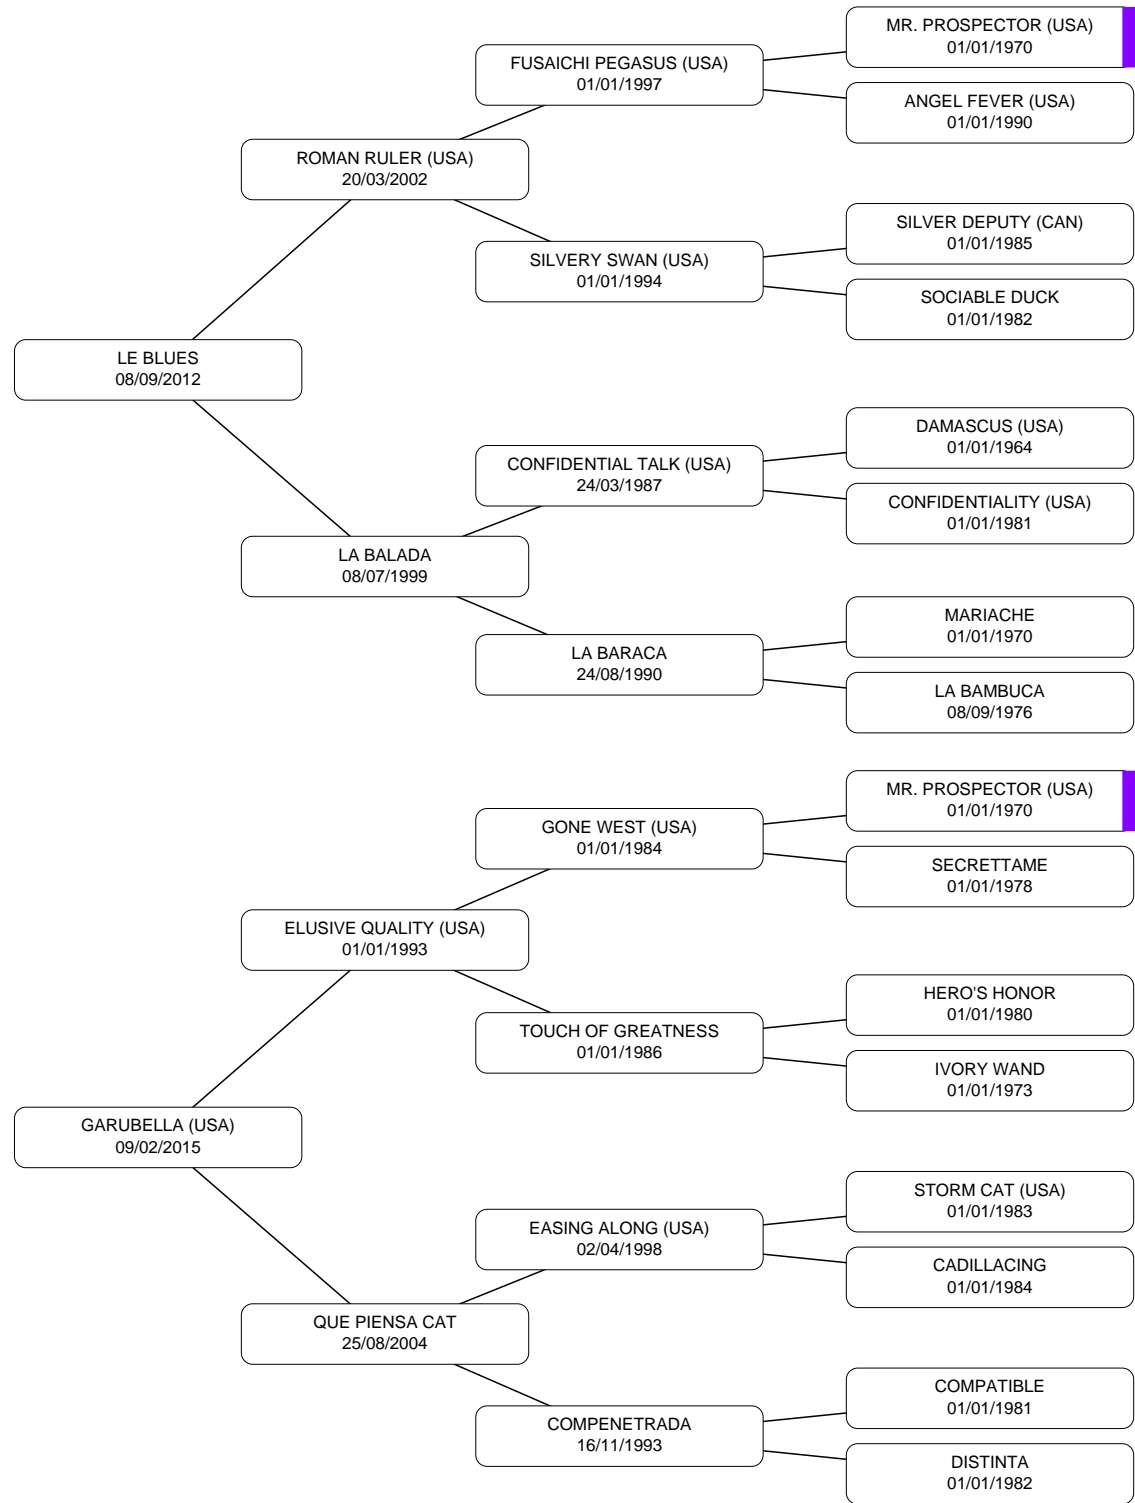 MR. PROSPECTOR (USA)
01/01/1970
FUSAICHI PEGASUS (USA)
01/01/1997
ANGEL FEVER (USA)
01/01/1990
ROMAN RULER (USA)
20/03/2002
SILVER DEPUTY (CAN)
01/01/1985
SILVERY SWAN (USA)
01/01/1994
SOCIABLE DUCK
01/01/1982
LE BLUES
08/09/2012
DAMASCUS (USA)
01/01/1964
CONFIDENTIAL TALK (USA)
24/03/1987
CONFIDENTIALITY (USA)
01/01/1981
LA BALADA
08/07/1999
MARIACHE
01/01/1970
LA BARACA
24/08/1990
LA BAMBUCA
08/09/1976
MR. PROSPECTOR (USA)
01/01/1970
GONE WEST (USA)
01/01/1984
SECRETTAME
01/01/1978
ELUSIVE QUALITY (USA)
01/01/1993
HERO'S HONOR
01/01/1980
TOUCH OF GREATNESS
01/01/1986
IVORY WAND
01/01/1973
GARUBELLA (USA)
09/02/2015
STORM CAT (USA)
01/01/1983
EASING ALONG (USA)
02/04/1998
CADILLACING
01/01/1984
QUE PIENSA CAT
25/08/2004
COMPATIBLE
01/01/1981
COMPENETRADA
16/11/1993
DISTINTA
01/01/1982